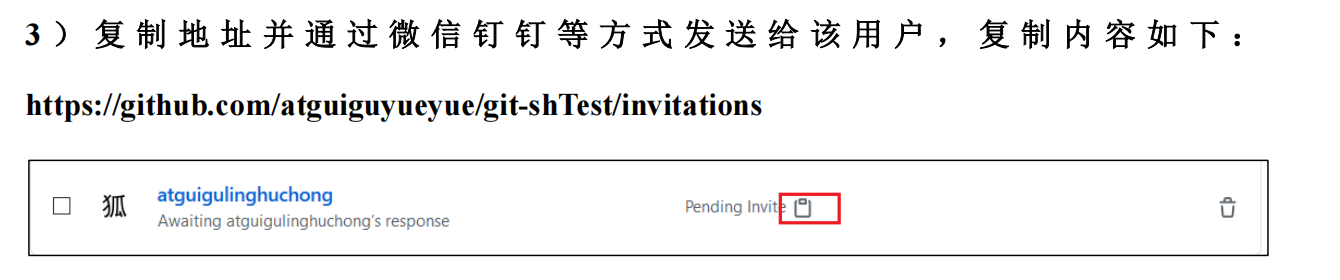 3）复制地址并通过微信钉钉等方式发送给该用户，复制内容如下：
https://github.com/atguiguyueyue/git-shTest/invitations
狐 atguigulinghuchong Pending Invite
Awaiting atguigulinghuchong's response